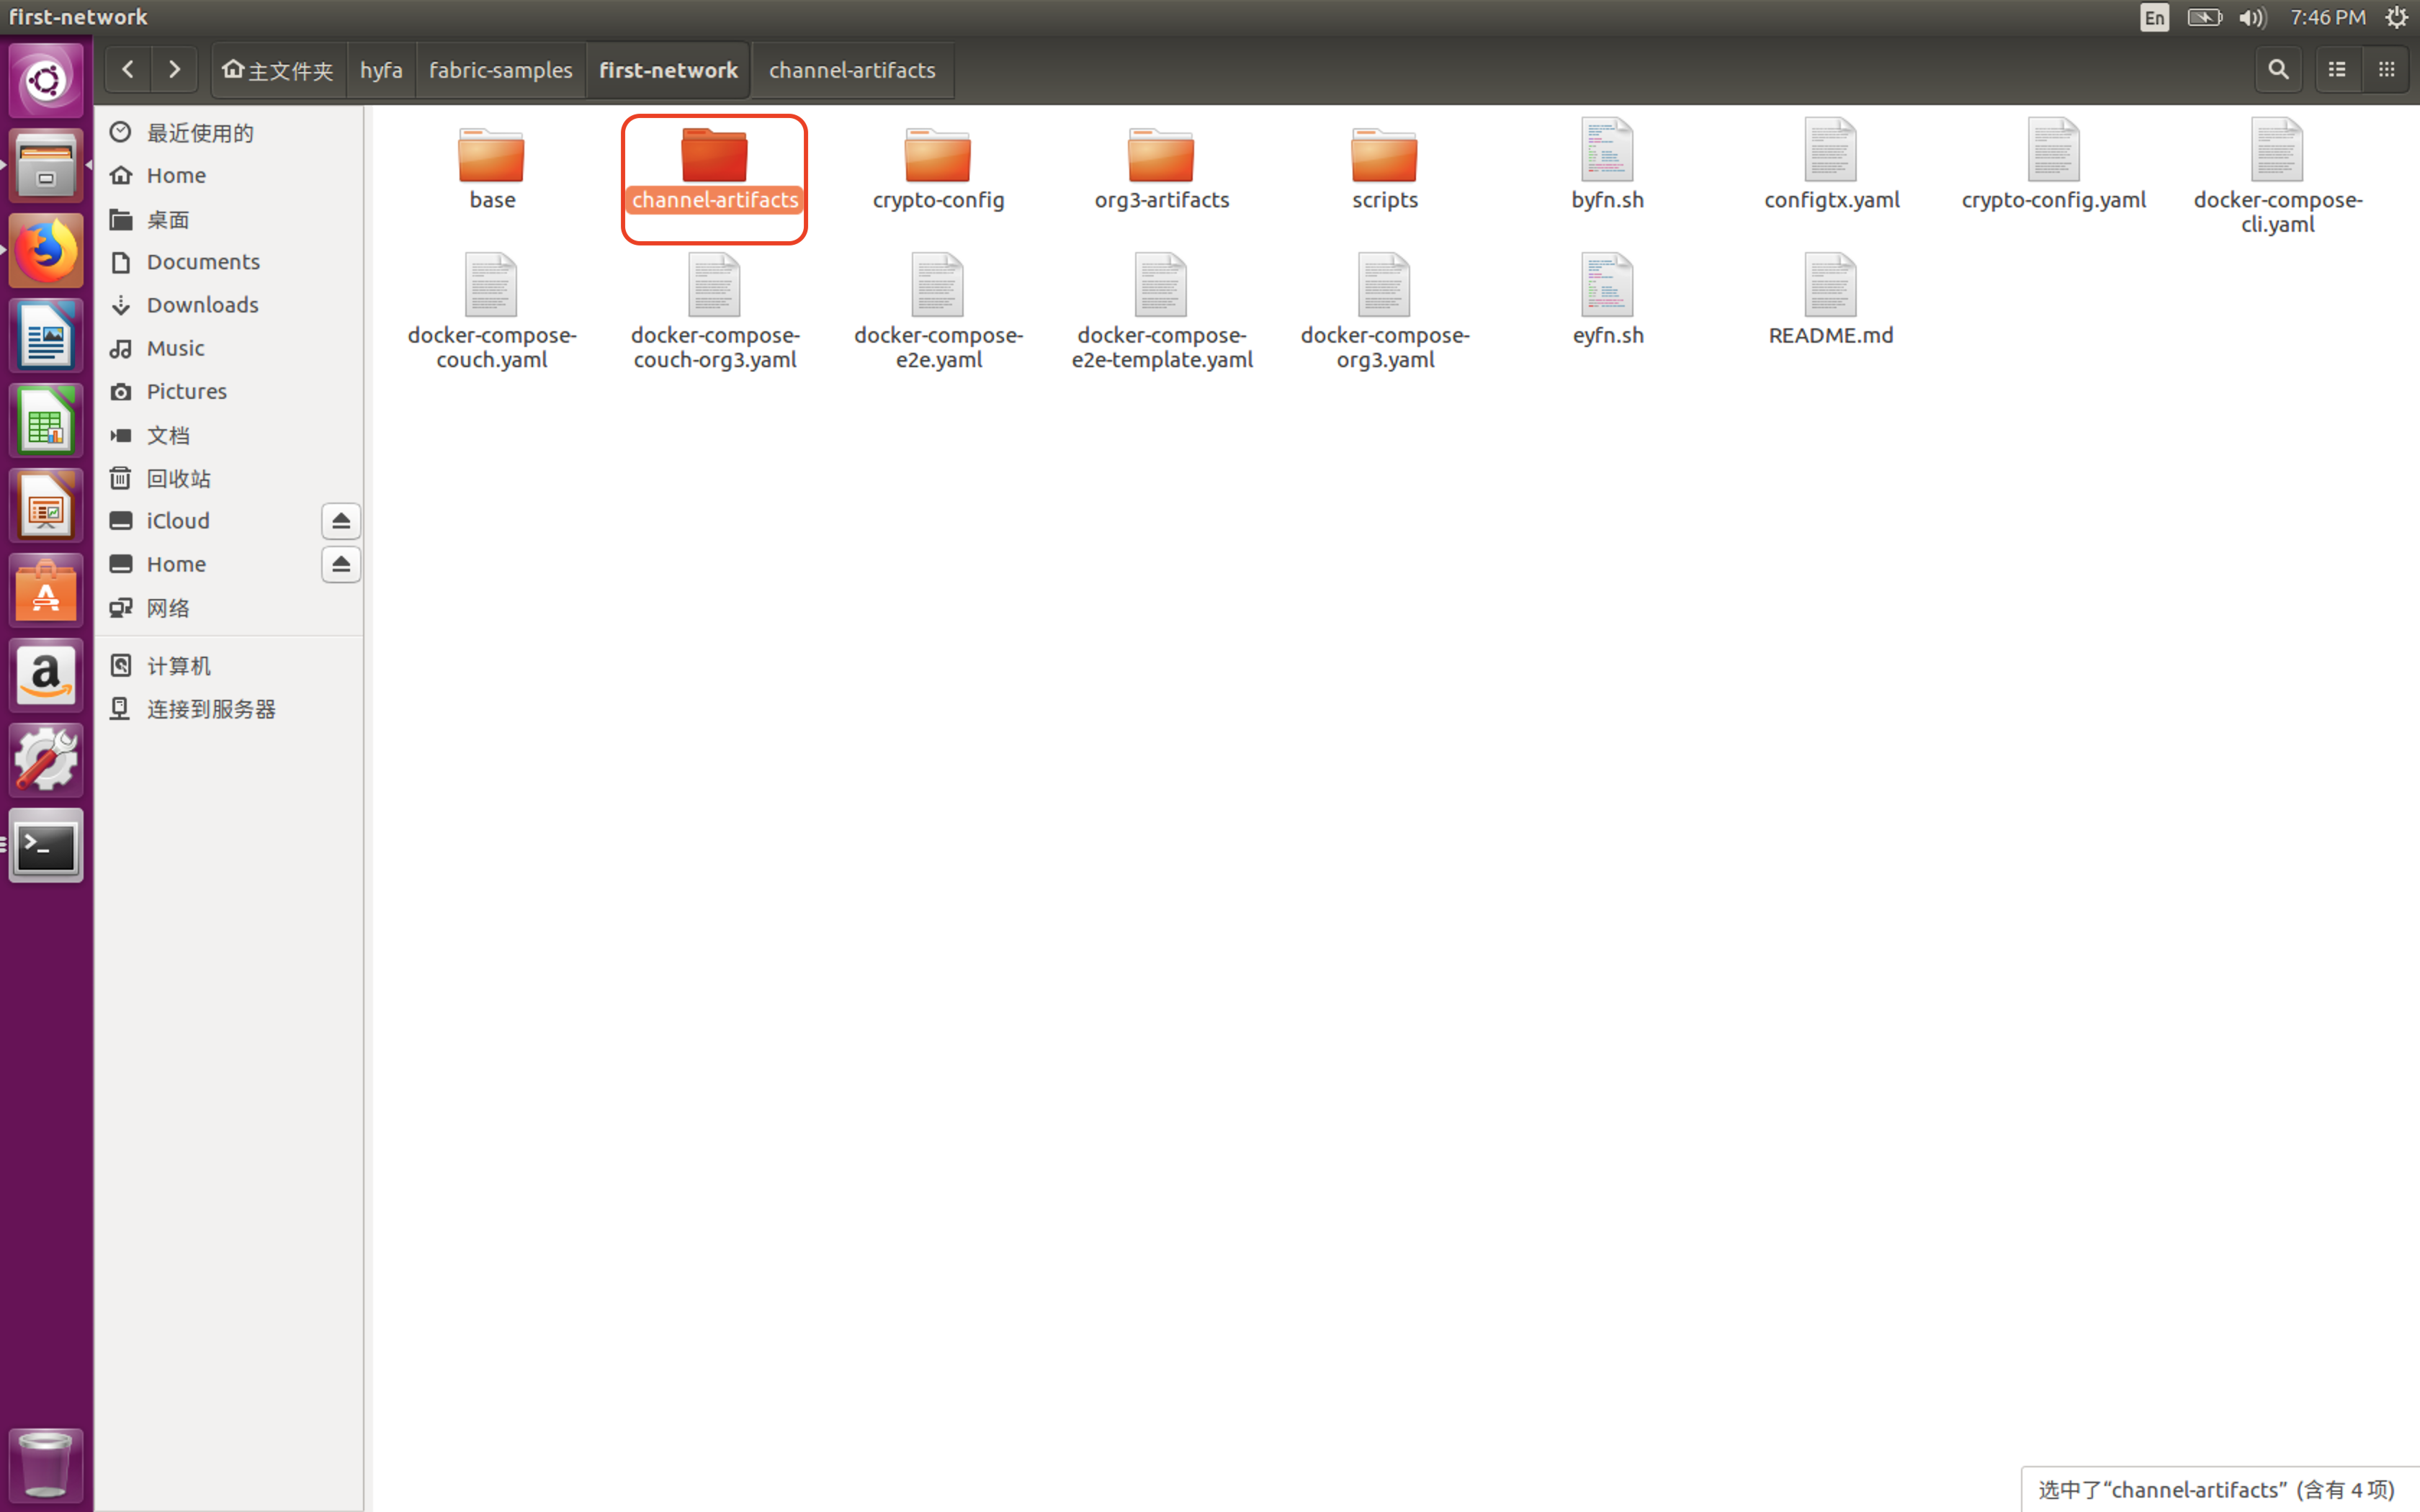 first-network
En
7:46 PM
主文件夹
hyfa
fabric-samples
first-network
channel-artifacts
最近使用的
Home
桌面
Documents
Downloads
Music
Pictures
文档
回收站
iCloud
Home
网络
计算机
连接到服务器
base
channel-artifacts
crypto-config
org3-artifacts
scripts
byfn.sh
configtx.yaml
crypto-config.yaml
docker-compose-
cli.yaml
docker-compose-
couch.yaml
docker-compose-
couch-org3.yaml
docker-compose-
e2e.yaml
docker-compose-
e2e-template.yaml
docker-compose-
org3.yaml
eyfn.sh
README.md
选中了“channel-artifacts” (含有 4 项)